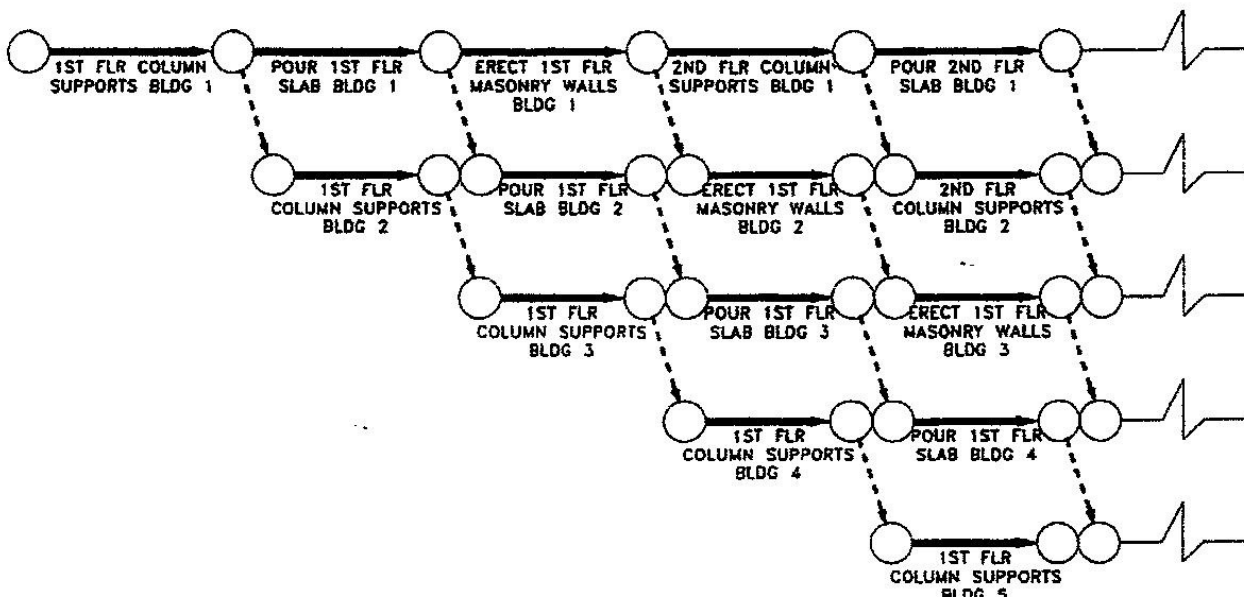 1ST FLR COLUMN
SUPPORTS BLDG 1
POUR 1ST FLR
SLAB BLDG 1
ERECT 1ST FLR
MASONRY WALLS
BLDG 1
2ND FLR COLUMN
SUPPORTS BLDG 1
POUR 2ND FLR
SLAB BLDG 1
1ST FLR
COLUMN SUPPORTS
BLDG 2
POUR 1ST FLR
SLAB BLDG 2
ERECT 1ST FLR
MASONRY WALLS
BLDG 2
2ND FLR
COLUMN SUPPORTS
BLDG 2
1ST FLR
COLUMN SUPPORTS
BLDG 3
POUR 1ST FLR
SLAB BLDG 3
ERECT 1ST FLR
MASONRY WALLS
BLDG 3
1ST FLR
COLUMN SUPPORTS
BLDG 4
POUR 1ST FLR
SLAB BLDG 4
1ST FLR
COLUMN SUPPORTS
BLDG 5